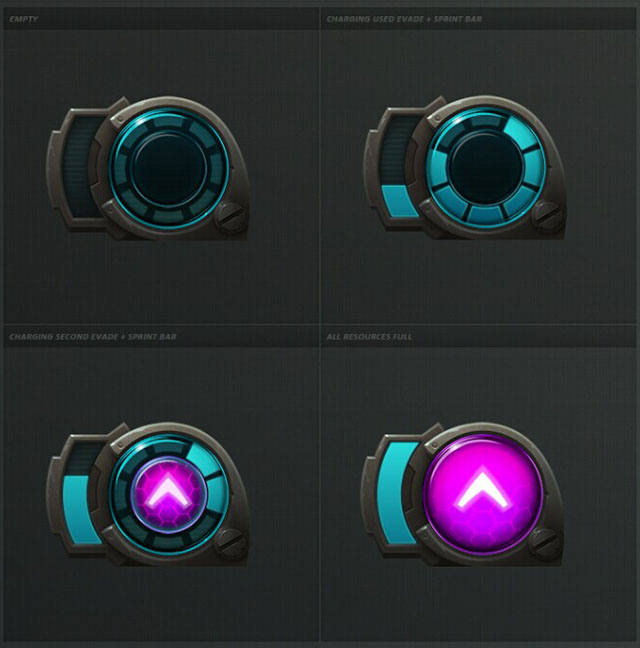 EMPTY
CHARGING USED EVADE + SPRINT BAR
CHARGING SECOND EVADE + SPRINT BAR
ALL RESOURCES FULL